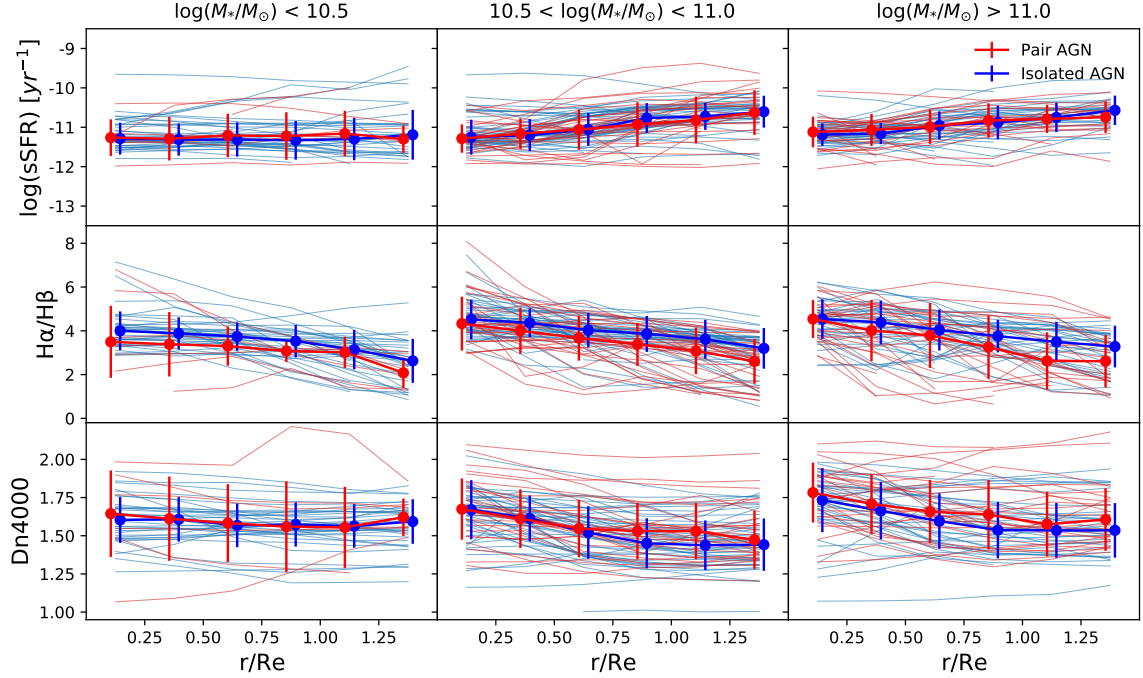 log(M*/M⊙) < 10.5
10.5 < log(M*/M⊙) < 11.0
log(M*/M⊙) > 11.0
log(sSFR) [yr⁻¹]
-9
-10
-11
-12
-13
Pair AGN
Isolated AGN
Hα/Hβ
8
6
4
2
0
Dn4000
2.00
1.75
1.50
1.25
1.00
0.25 0.50 0.75 1.00 1.25
0.25 0.50 0.75 1.00 1.25
0.25 0.50 0.75 1.00 1.25
r/Re
r/Re
r/Re